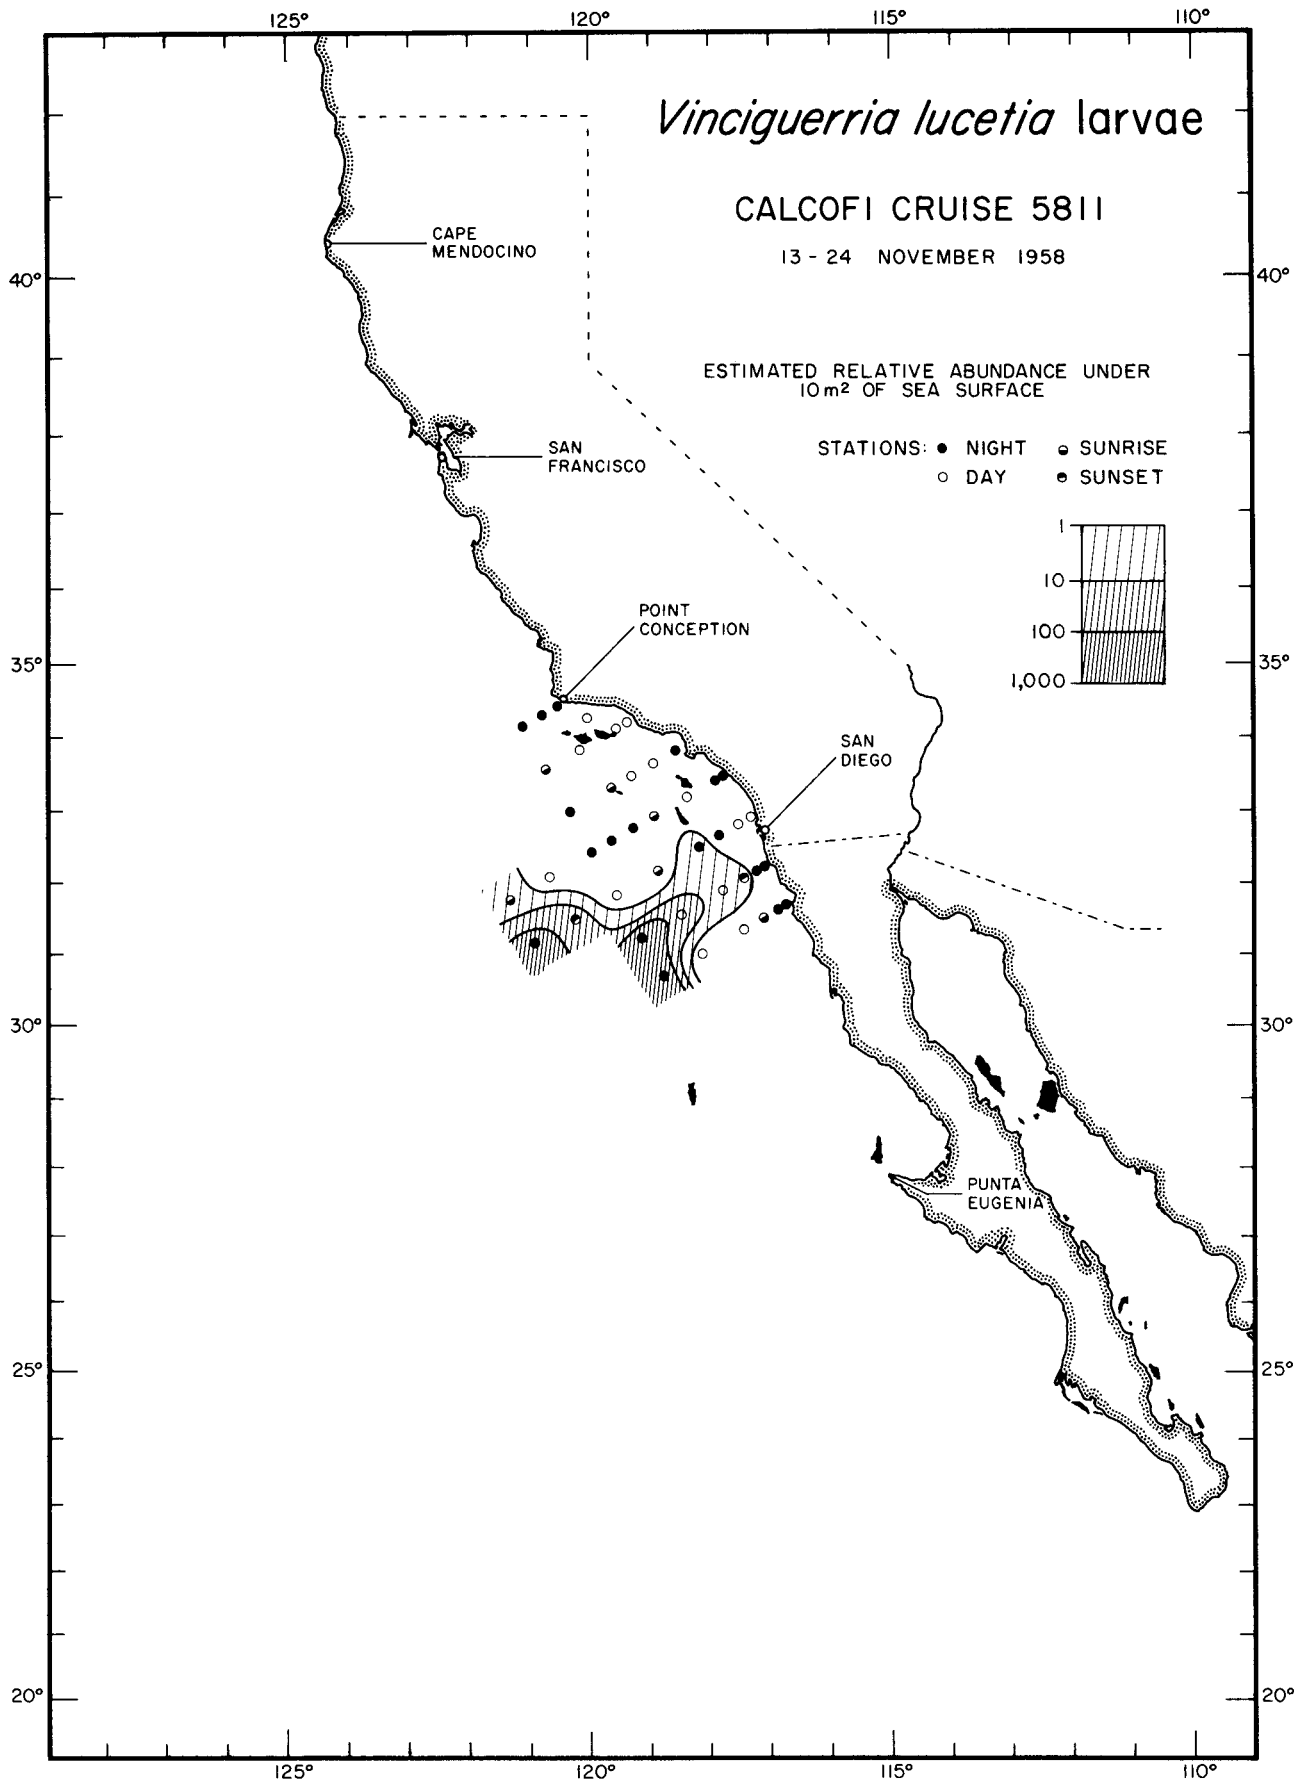 125° 120° 115° 110°
Vinciguerria lucetia larvae
CALCOFI CRUISE 5811
13 - 24 NOVEMBER 1958
CAPE
MENDOCINO
40° 40°
ESTIMATED RELATIVE ABUNDANCE UNDER
10 m² OF SEA SURFACE
STATIONS: ● NIGHT ◒ SUNRISE
○ DAY ◓ SUNSET
SAN
FRANCISCO
1
10
100
1,000
POINT
CONCEPTION
35° 35°
SAN
DIEGO
30° 30°
PUNTA
EUGENIA
25° 25°
20° 20°
125° 120° 115° 110°